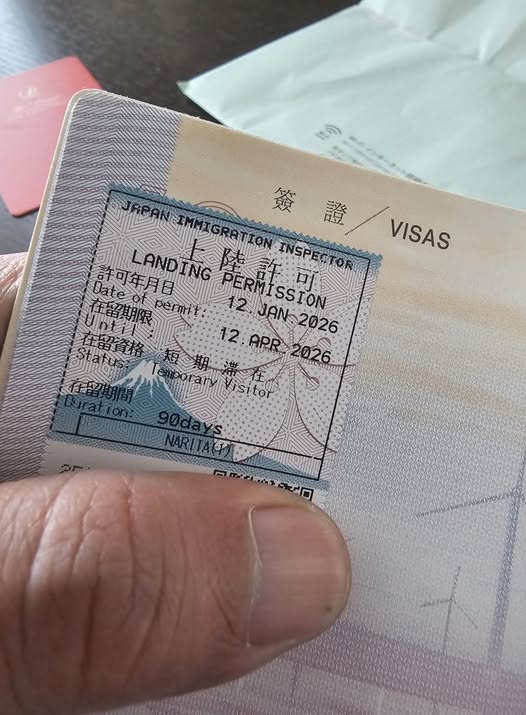 簽證／VISAS
JAPAN IMMIGRATION INSPECTOR
上陸許可
LANDING PERMISSION
許可年月日
Date of permit: 12.JAN 2026
在留期限
Until: 12.APR 2026
在留資格: 短期滞在
Status: Temporary Visitor
在留期間
Duration: 90days
NARITA(1)